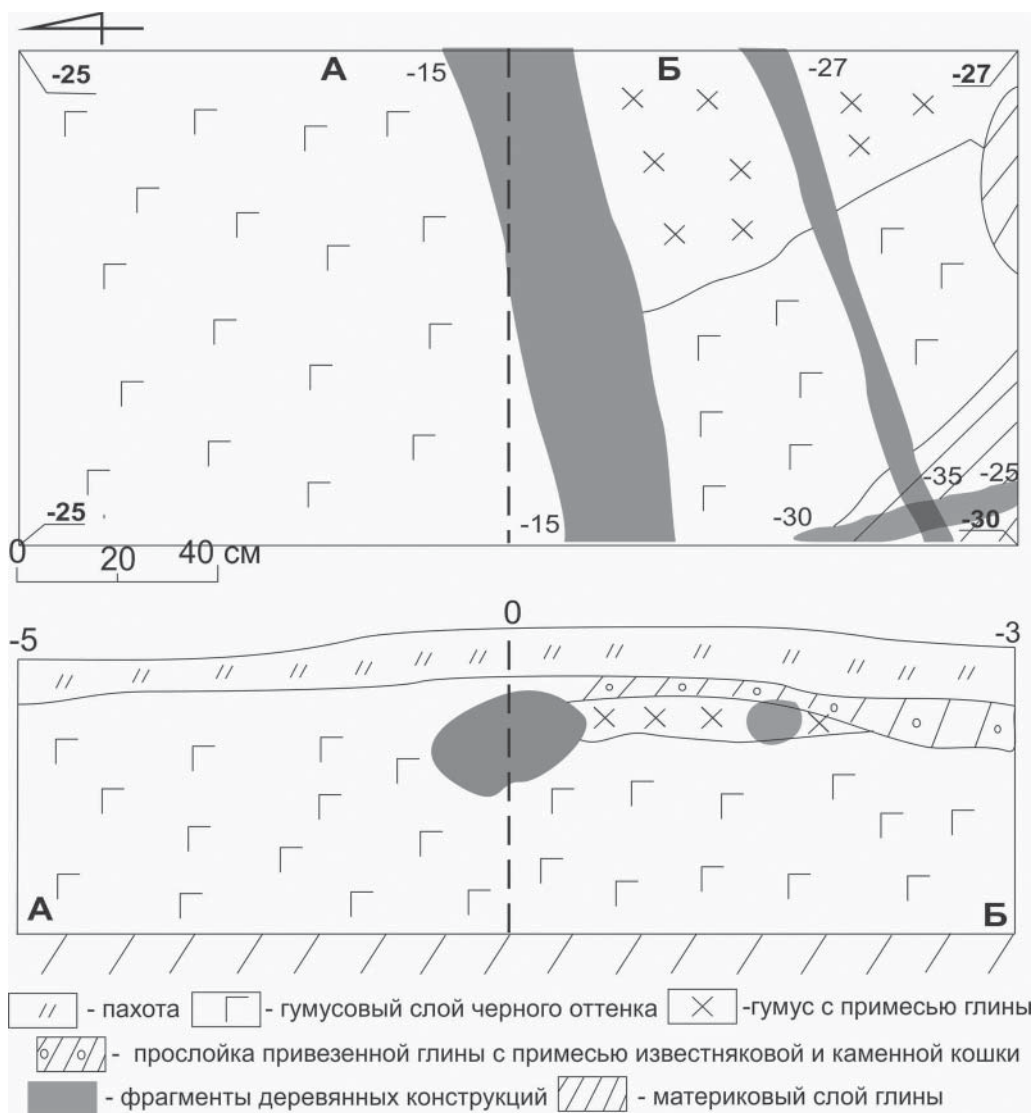 -25 А -15 Б -27 -27
-35 -25
-25 -15 -30 -30
0 20 40 см
-5 0 -3
А Б
- пахота - гумусовый слой черного оттенка -гумус с примесью глины
- прослойка привезенной глины с примесью известняковой и каменной кошки
- фрагменты деревянных конструкций - материковый слой глины